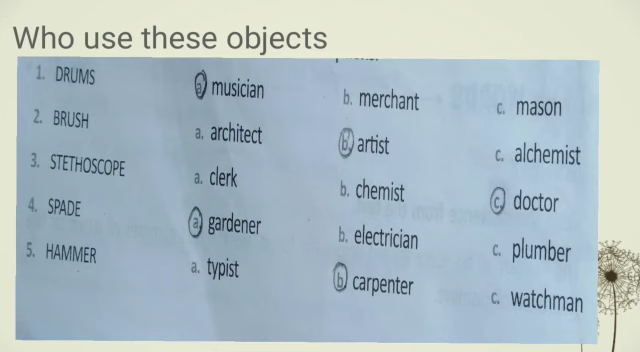 Who use these objects
1. DRUMS a. musician b. merchant c. mason
2. BRUSH a. architect b. artist c. alchemist
3. STETHOSCOPE a. clerk b. chemist c. doctor
4. SPADE a. gardener b. electrician c. plumber
5. HAMMER a. typist b. carpenter c. watchman